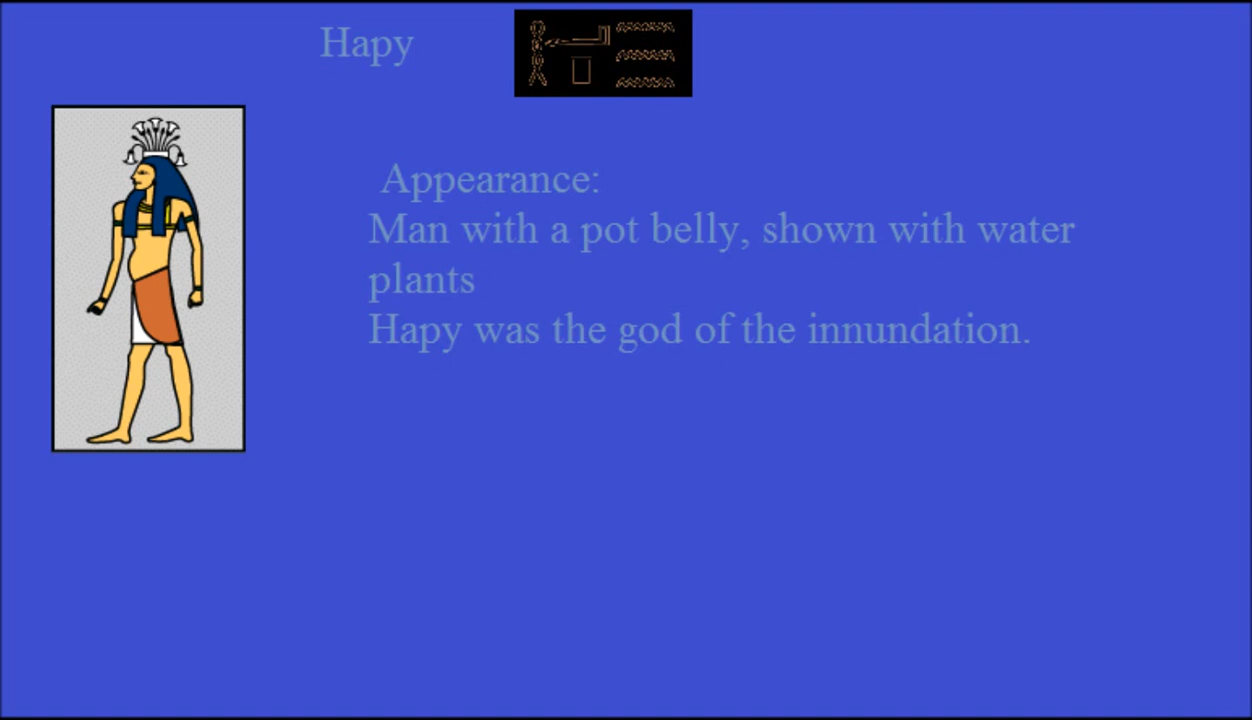 Hapy
Appearance:
Man with a pot belly, shown with water
plants
Hapy was the god of the innundation.